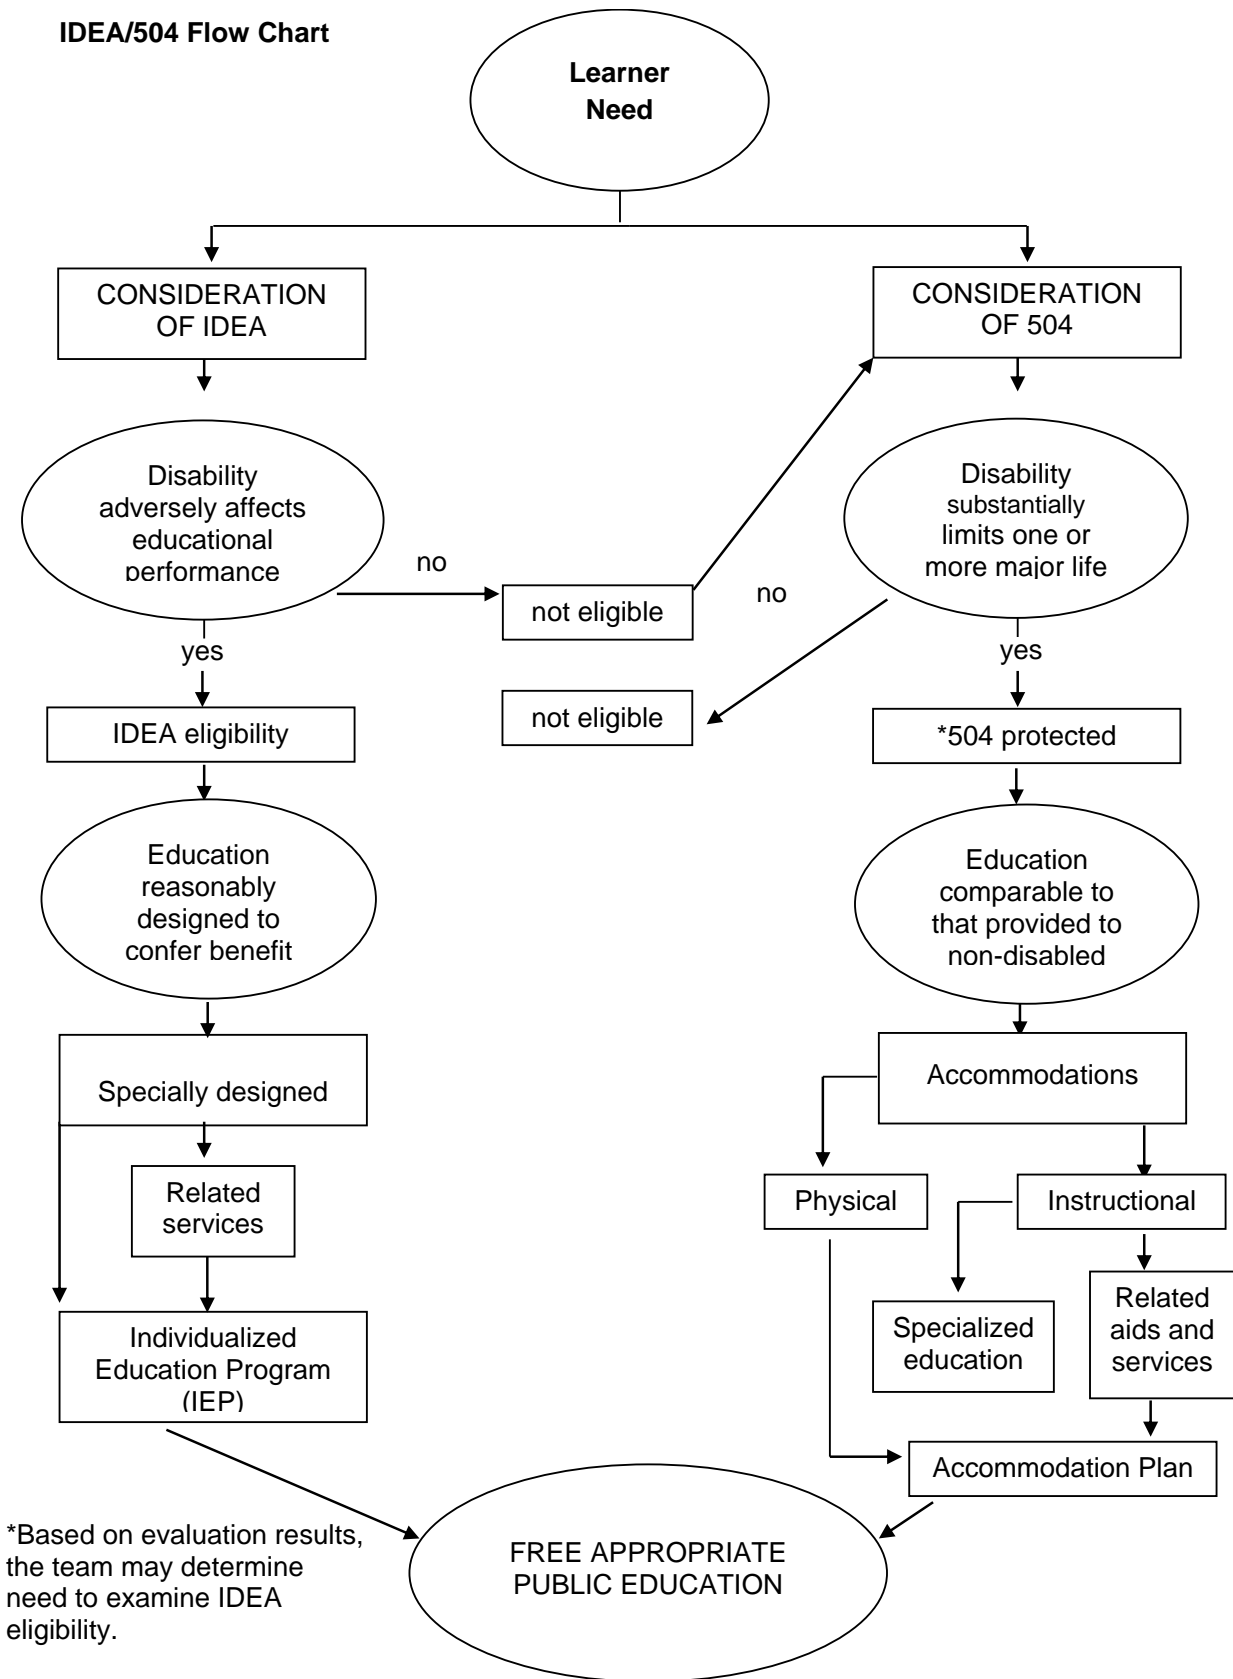 IDEA/504 Flow Chart
Learner
Need
CONSIDERATION
OF IDEA
CONSIDERATION
OF 504
Disability
adversely affects
educational
performance
Disability
substantially
limits one or
more major life
no
not eligible
no
yes
yes
not eligible
IDEA eligibility
*504 protected
Education
reasonably
designed to
confer benefit
Education
comparable to
that provided to
non-disabled
Specially designed
Accommodations
Related
services
Physical
Instructional
Individualized
Education Program
(IEP)
Specialized
education
Related
aids and
services
Accommodation Plan
*Based on evaluation results,
the team may determine
need to examine IDEA
eligibility.
FREE APPROPRIATE
PUBLIC EDUCATION